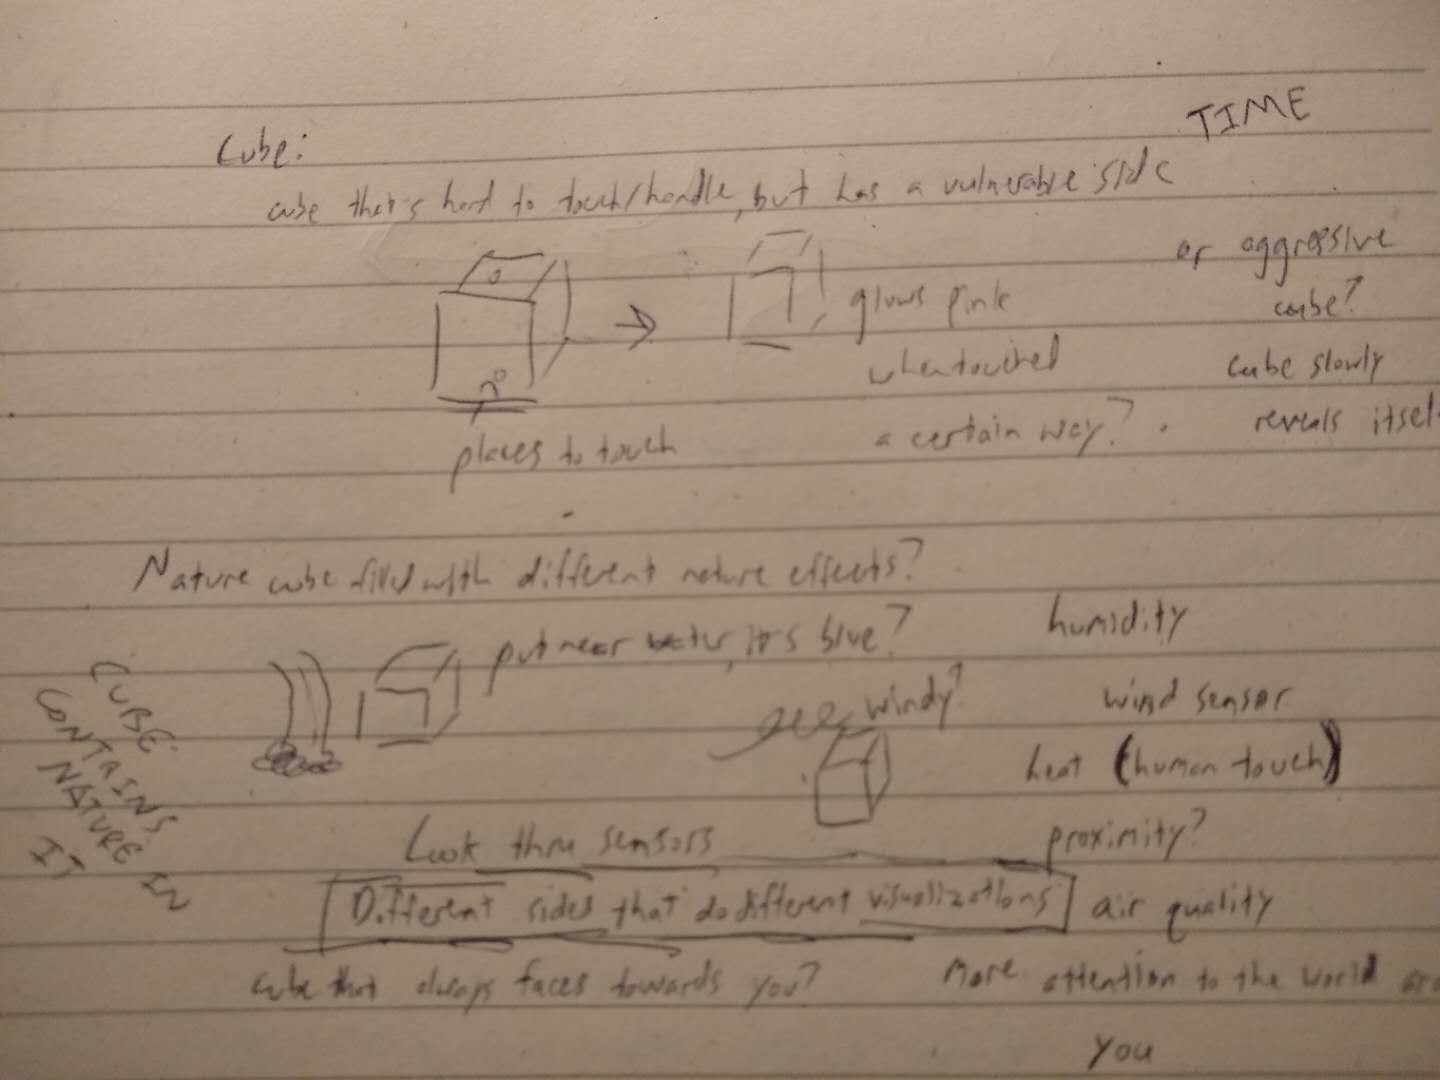 TIME
Cube:
cube that's hard to touch/handle, but has a vulnerable side
or aggressive
cube?
cube slowly
reveals itsel
glows pink
when touched
a certain way?
places to touch
Nature cube filled with different nature effects?
put near water, it's blue?
windy?
humidity
wind sensor
heat (human touch)
proximity?
air quality
CUBE
CONTAINS
NATURE IN
IT
Look thru sensors
Different sides that do different visualizations
cube that always faces towards you?
More attention to the world
you